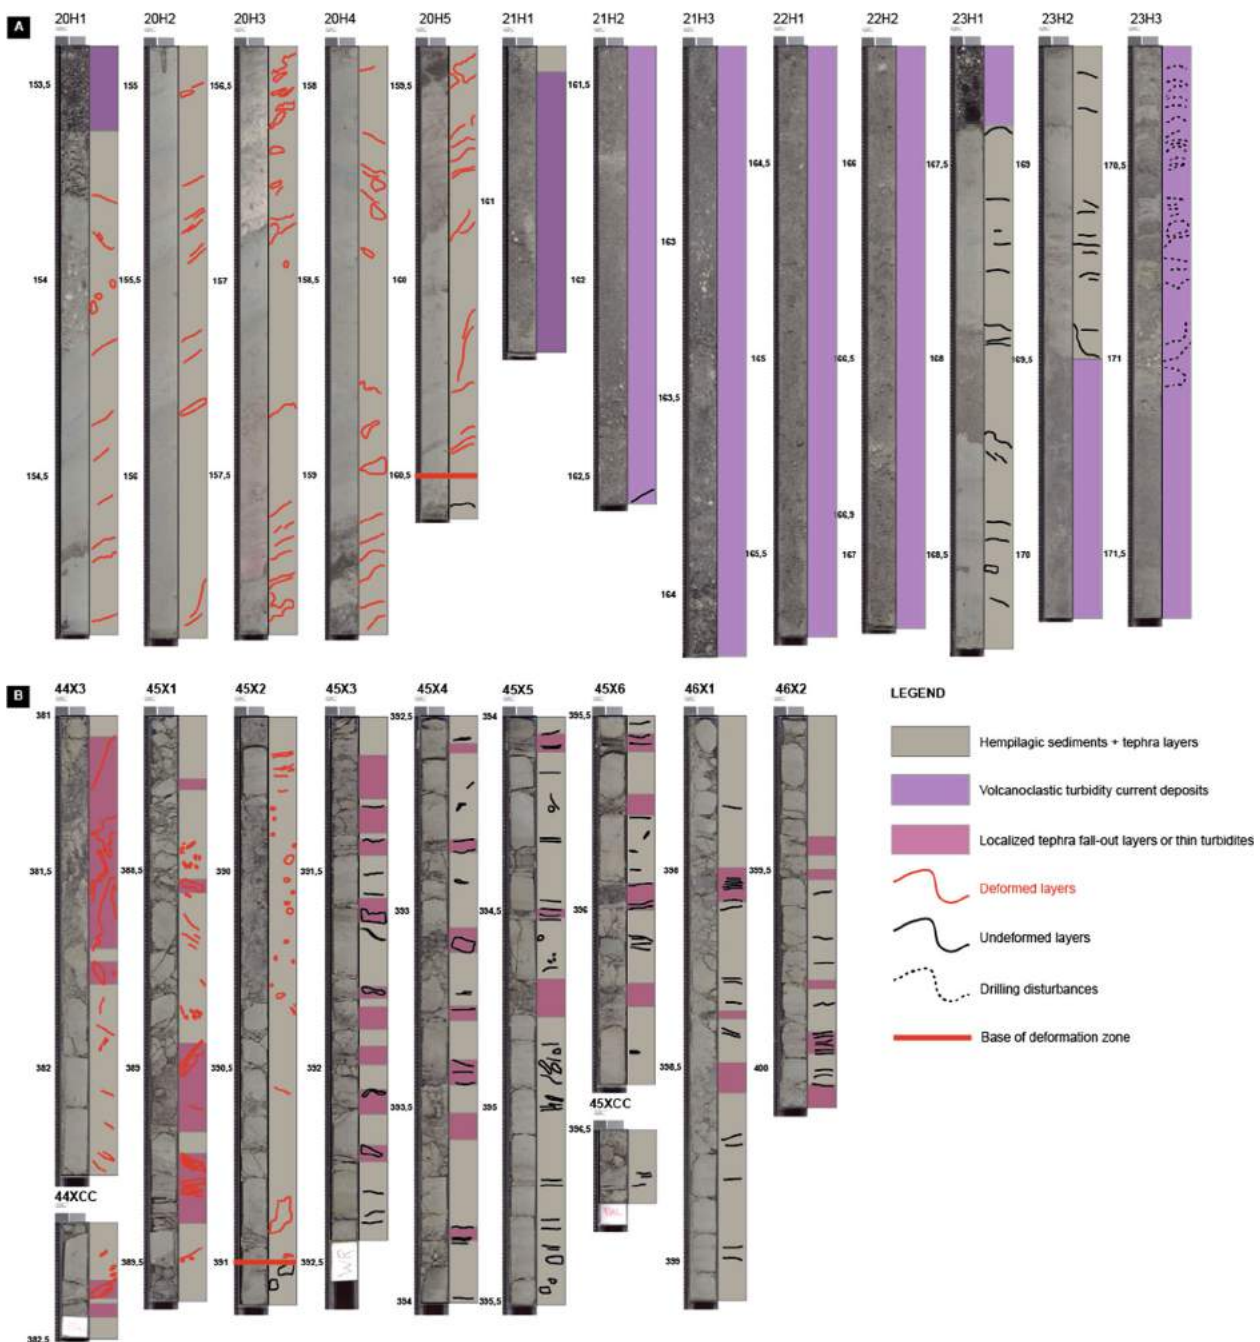 A
20H1 20H2 20H3 20H4 20H5 21H1 21H2 21H3 22H1 22H2 23H1 23H2 23H3
153,5 155 156,5 158 159,5 161,5
164,5 166 167,5 169 170,5
161
163
154 155,5 157 158,5 160 162
165 166,5 168 169,5 171
163,5
154,5 156 157,5 159 160,5 162,5
166,9
165,5 167 168,5 170 171,5
164
B
44X3 45X1 45X2 45X3 45X4 45X5 45X6 46X1 46X2
381 392,5 394 395,5
381,5 388,5 390 391,5 398 399,5
393 394,5 396
382 389 390,5 392 398,5 400
393,5 395
45XCC
396,5
44XCC
389,5 391 392,5 399
WR
394 395,5
382,5
LEGEND
Hempilagic sediments + tephra layers
Volcanoclastic turbidity current deposits
Localized tephra fall-out layers or thin turbidites
Deformed layers
Undeformed layers
Drilling disturbances
Base of deformation zone